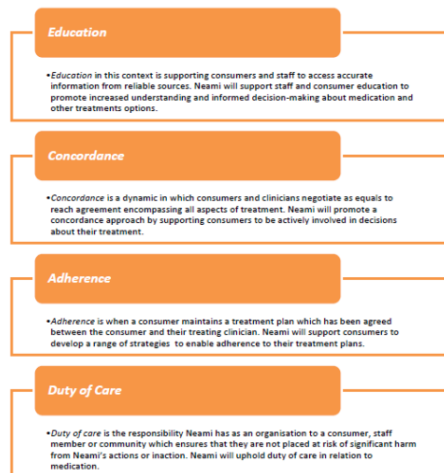 Education
•Education in this context is supporting consumers and staff to access accurate
information from reliable sources. Neami will support staff and consumer education to
promote increased understanding and informed decision-making about medication and
other treatments options.
Concordance
•Concordance is a dynamic in which consumers and clinicians negotiate as equals to
reach agreement encompassing all aspects of treatment. Neami will promote a
concordance approach by supporting consumers to be actively involved in decisions
about their treatment.
Adherence
•Adherence is when a consumer maintains a treatment plan which has been agreed
between the consumer and their treating clinician. Neami will support consumers to
develop a range of strategies to enable adherence to their treatment plans.
Duty of Care
•Duty of care is the responsibility Neami has as an organisation to a consumer, staff
member or community which ensures that they are not placed at risk of significant harm
from Neami's actions or inaction. Neami will uphold duty of care in relation to
medication.